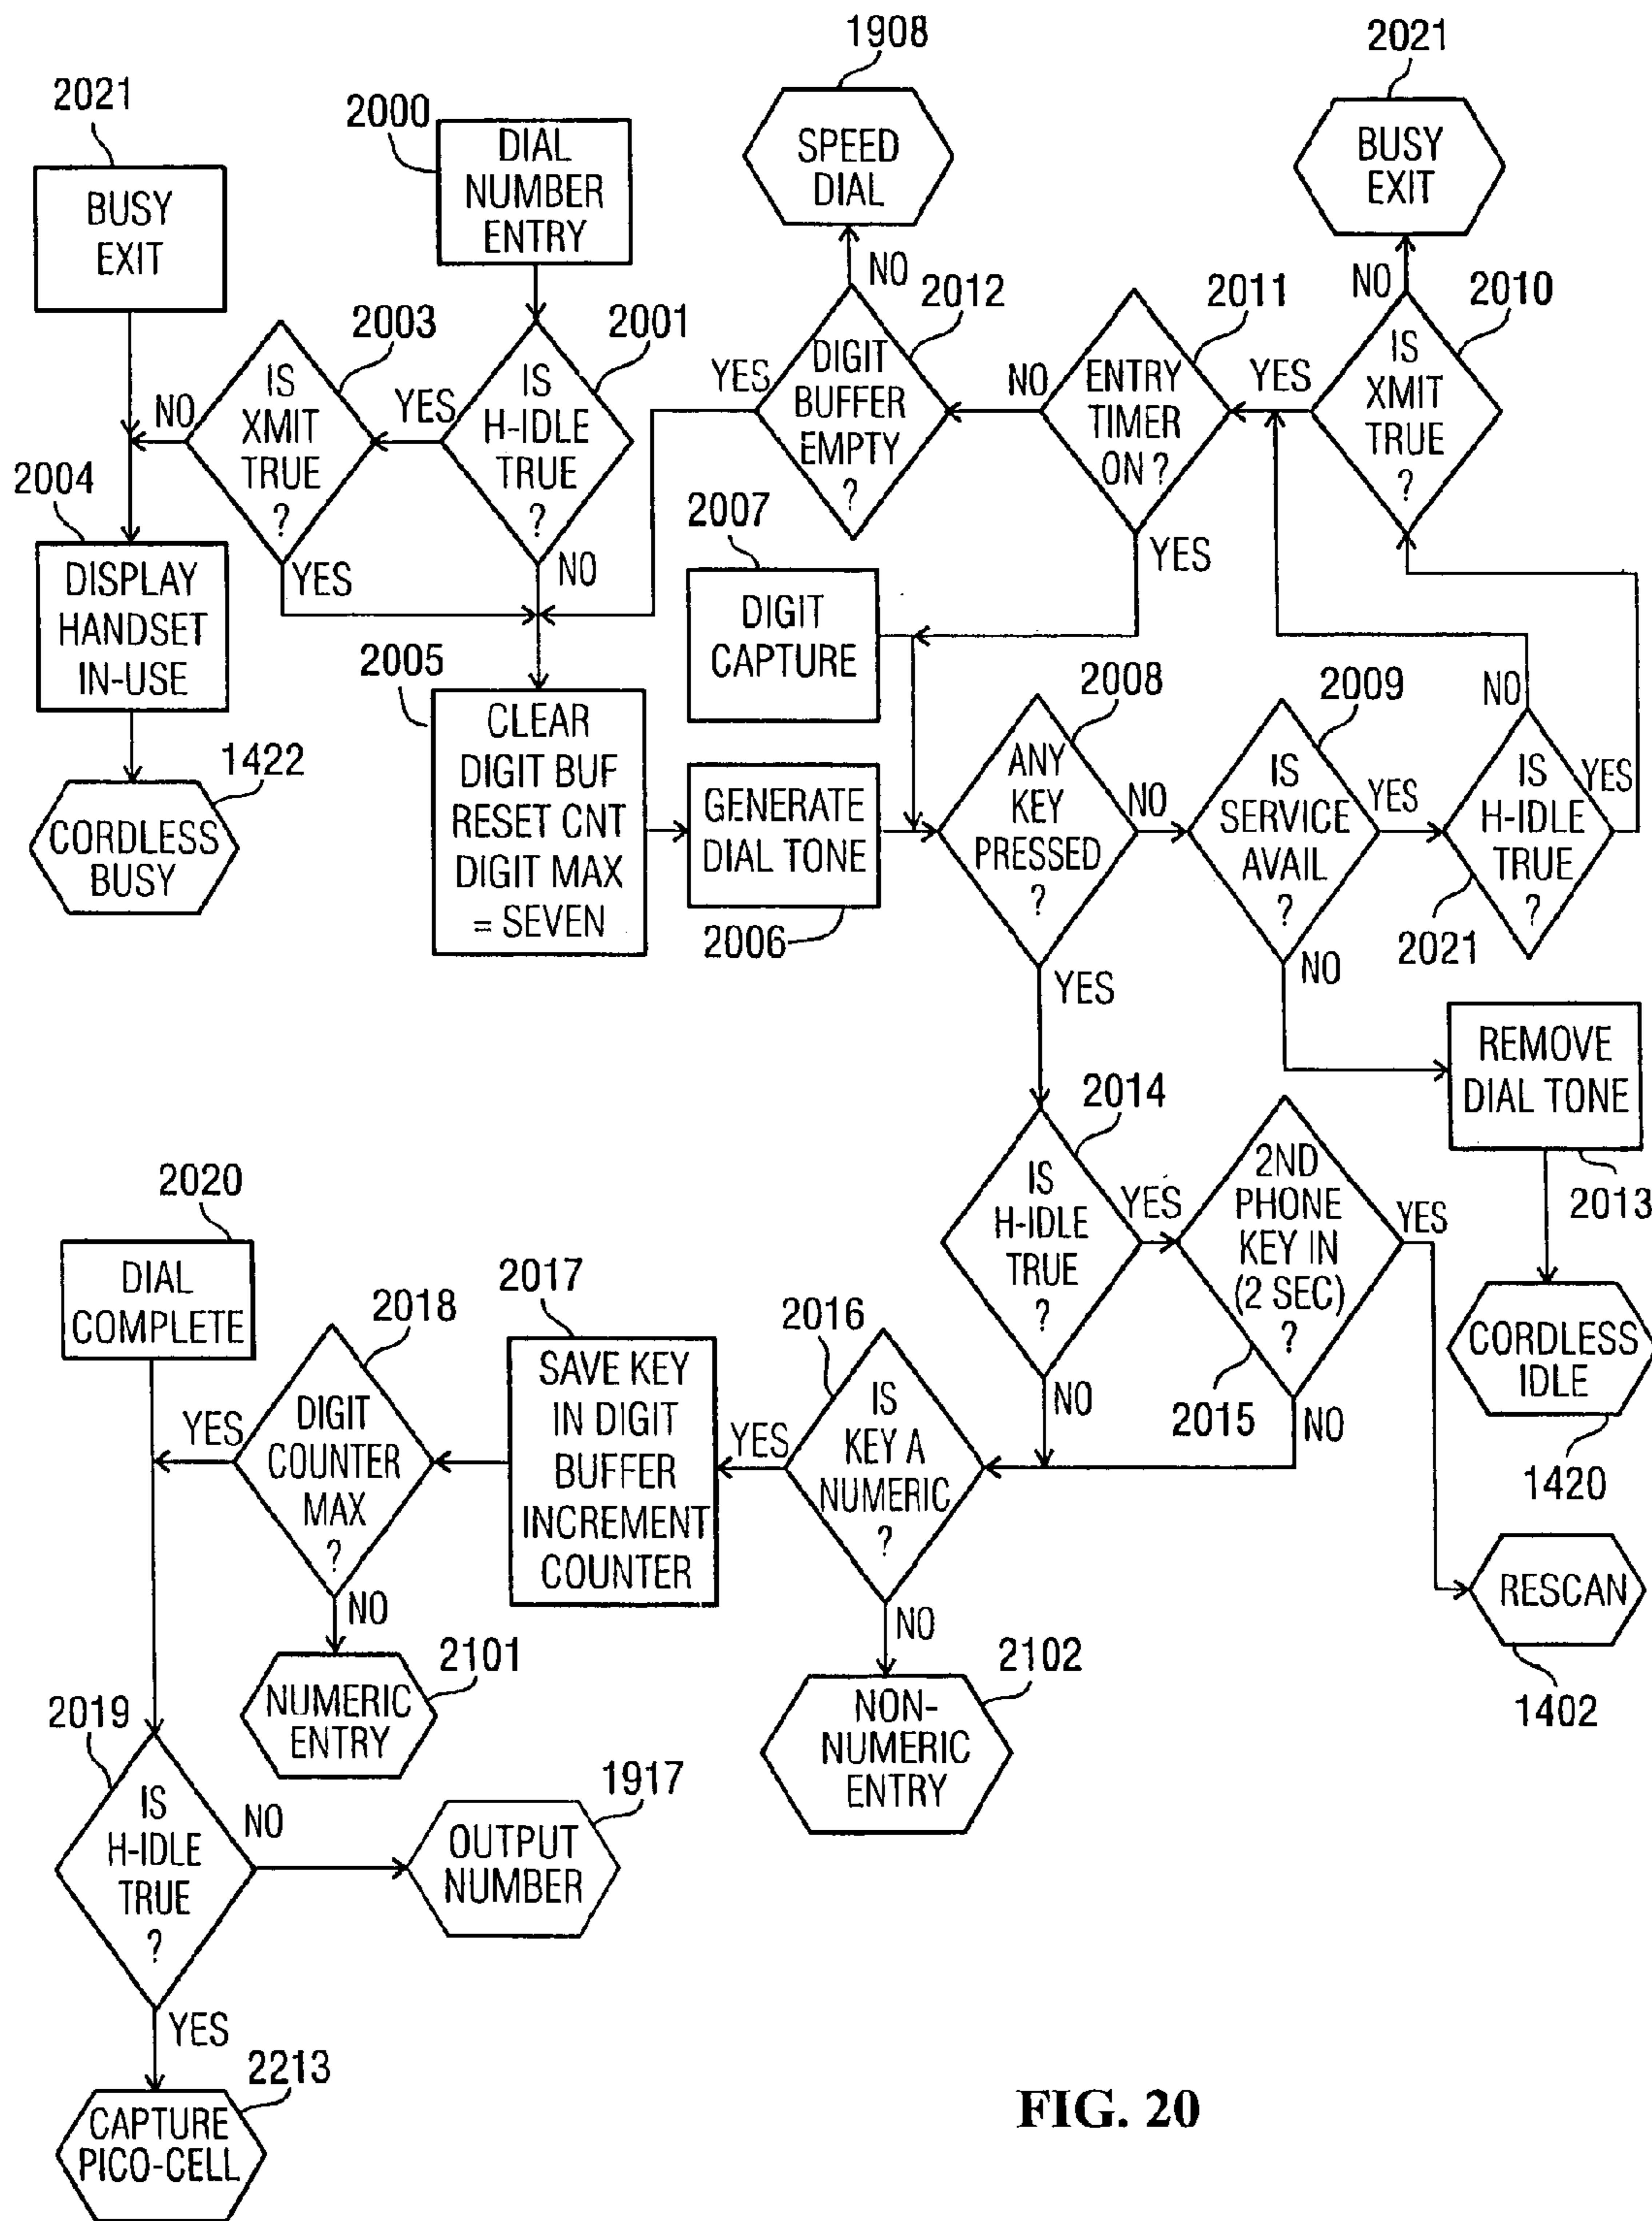 1908
2021
2021
2000
DIAL
NUMBER
ENTRY
SPEED
DIAL
BUSY
EXIT
BUSY
EXIT
NO
NO
2003
2001
2012
2011
2010
IS
XMIT
TRUE
?
NO
YES
IS
H-IDLE
TRUE
?
YES
NO
YES
DIGIT
BUFFER
EMPTY
?
NO
ENTRY
TIMER
ON ?
YES
YES
IS
XMIT
TRUE
?
2004
DISPLAY
HANDSET
IN-USE
2007
DIGIT
CAPTURE
2005
CLEAR
DIGIT BUF
RESET CNT
DIGIT MAX
= SEVEN
GENERATE
DIAL TONE
2006
2008
ANY
KEY
PRESSED
?
NO
YES
2009
IS
SERVICE
AVAIL
?
YES
NO
NO
IS
H-IDLE
TRUE
?
YES
2021
1422
CORDLESS
BUSY
REMOVE
DIAL TONE
2013
2014
IS
H-IDLE
TRUE
?
YES
NO
2ND
PHONE
KEY IN
(2 SEC)
?
YES
2015
NO
CORDLESS
IDLE
1420
2020
DIAL
COMPLETE
2018
DIGIT
COUNTER
MAX
?
YES
NO
2017
SAVE KEY
IN DIGIT
BUFFER
INCREMENT
COUNTER
2016
IS
KEY A
NUMERIC
?
YES
NO
RESCAN
1402
2101
NUMERIC
ENTRY
2102
NON-
NUMERIC
ENTRY
2019
IS
H-IDLE
TRUE
?
NO
YES
1917
OUTPUT
NUMBER
2213
CAPTURE
PICO-CELL
FIG. 20